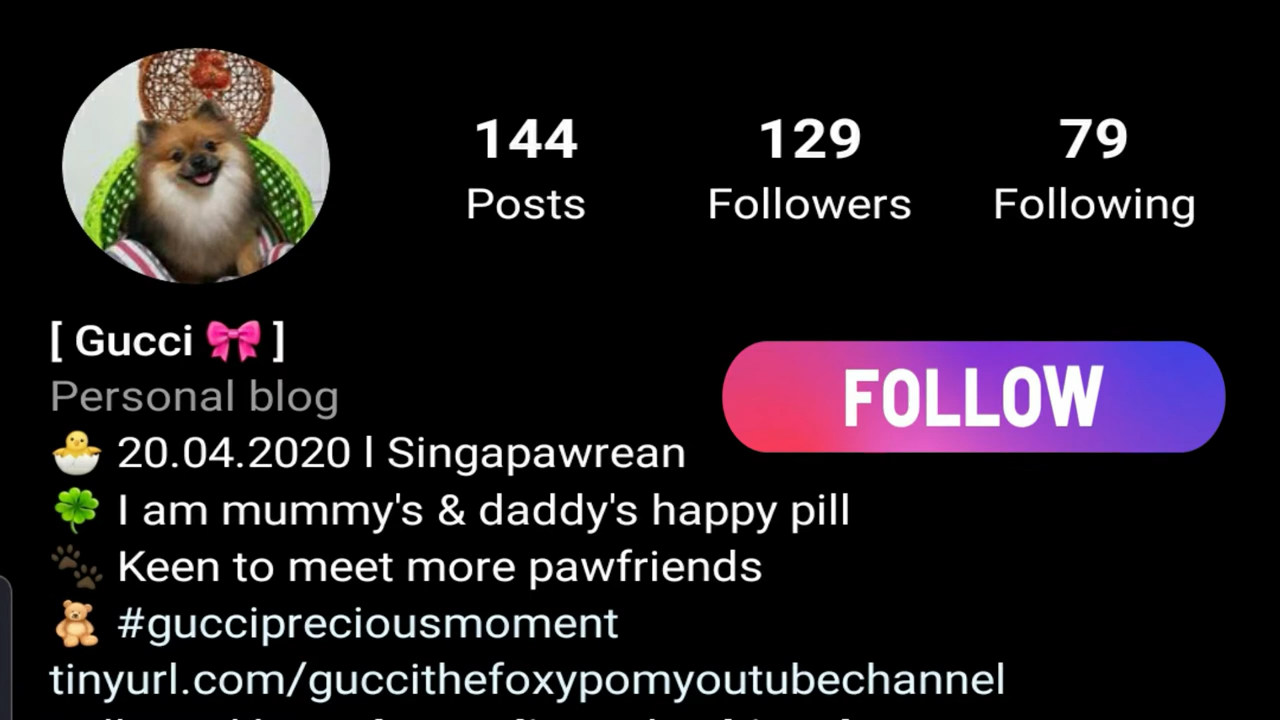 144 129 79
Posts Followers Following
[ Gucci 🎀 ]
Personal blog
FOLLOW
🐣 20.04.2020 l Singapawrean
🍀 I am mummy's & daddy's happy pill
🐾 Keen to meet more pawfriends
🧸 #guccipreciousmoment
tinyurl.com/guccithefoxypomyoutubechannel